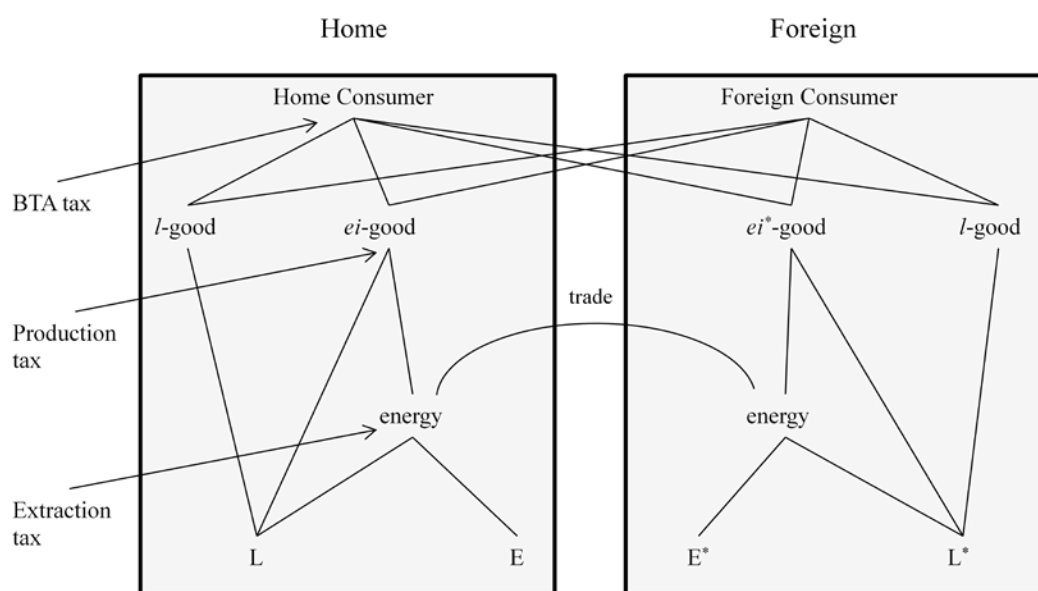 Home
Foreign
Home Consumer
Foreign Consumer
BTA tax
l-good
ei-good
ei*-good
l-good
trade
Production
tax
energy
energy
Extraction
tax
L
E
E*
L*